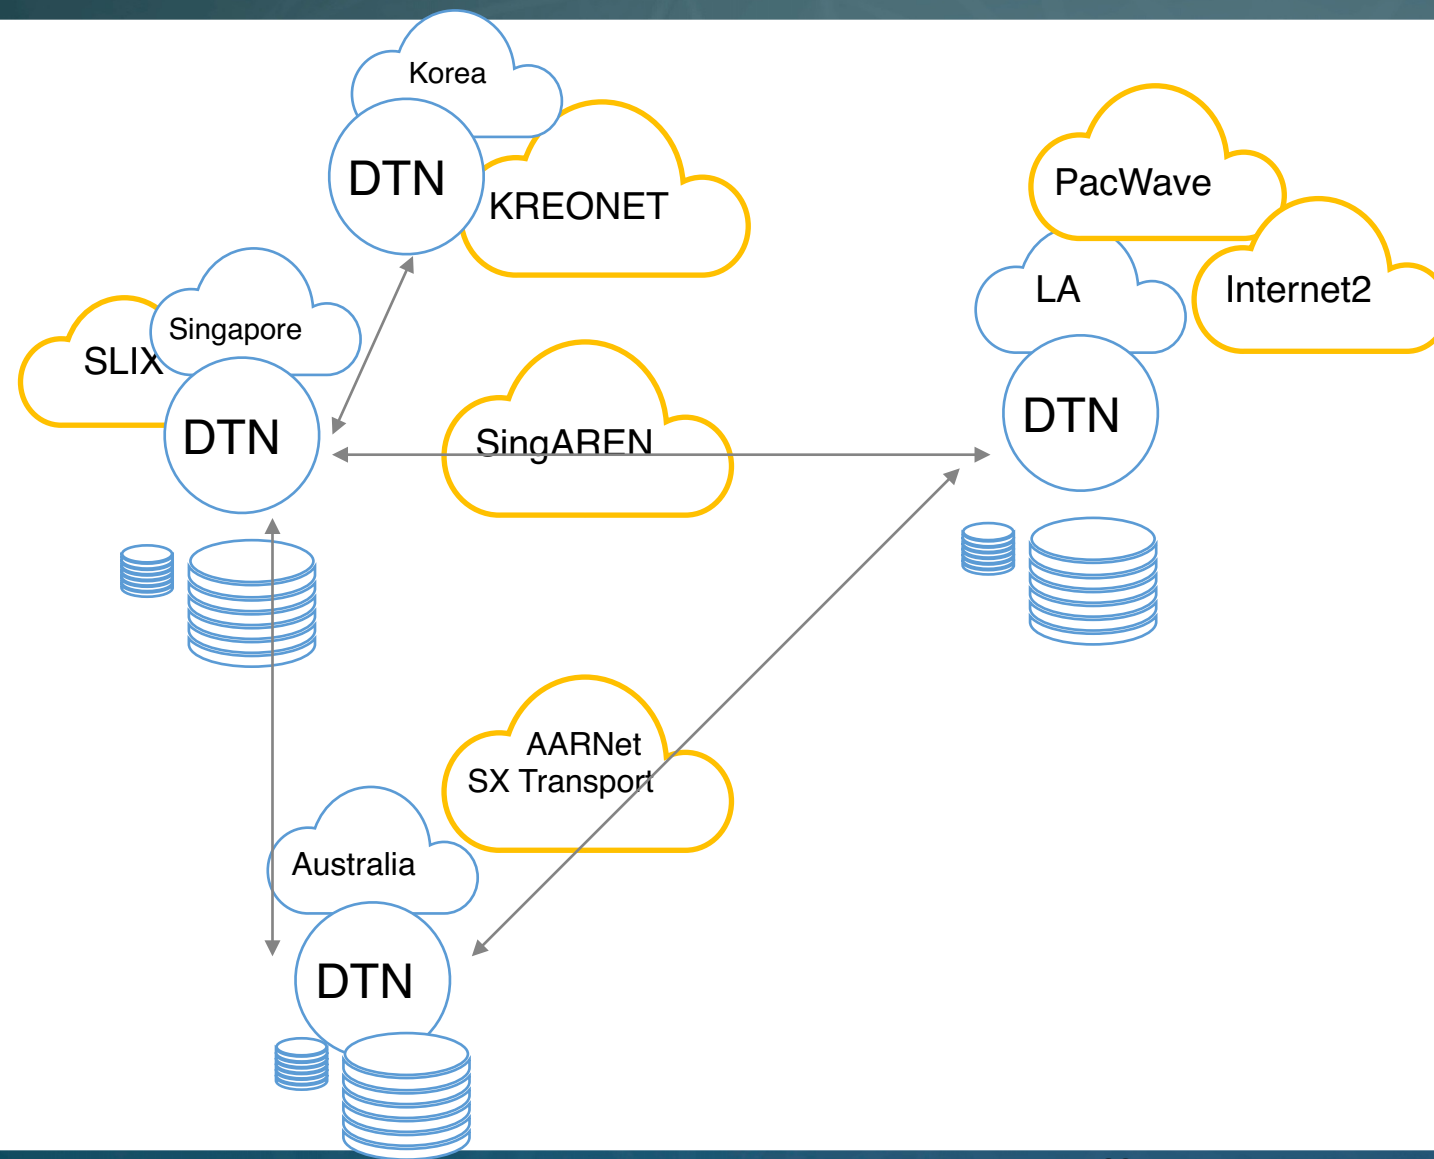 Korea
DTN
KREONET
PacWave
LA
Internet2
Singapore
SLIX
DTN
SingAREN
DTN
AARNet
SX Transport
Australia
DTN